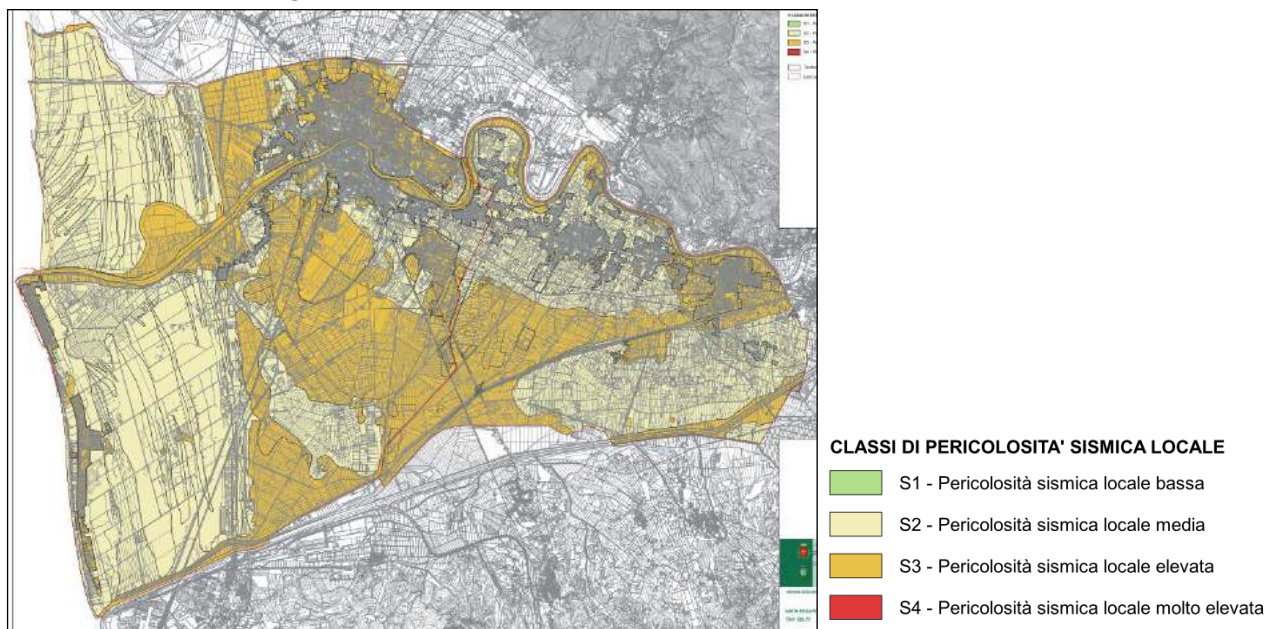 CLASSI DI PERICOLOSITA' SISMICA LOCALE
S1 - Pericolosità sismica locale bassa
S2 - Pericolosità sismica locale media
S3 - Pericolosità sismica locale elevata
S4 - Pericolosità sismica locale molto elevata